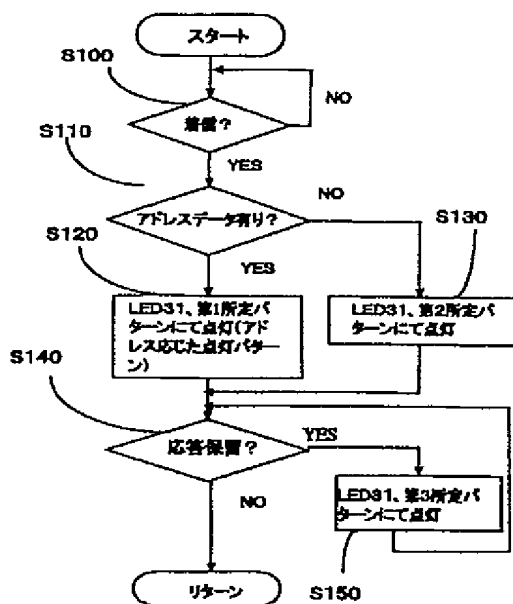 スタート
S100
NO
着信?
S110
YES
NO
アドレスデータ有り?
S130
S120
YES
LED31、第1所定パ
ターンにて点灯(アド
レス応じた点灯パター
ン)
LED31、第2所定パ
ターンにて点灯
S140
応答保留?
YES
NO
LED31、第3所定パ
ターンにて点灯
リターン
S150